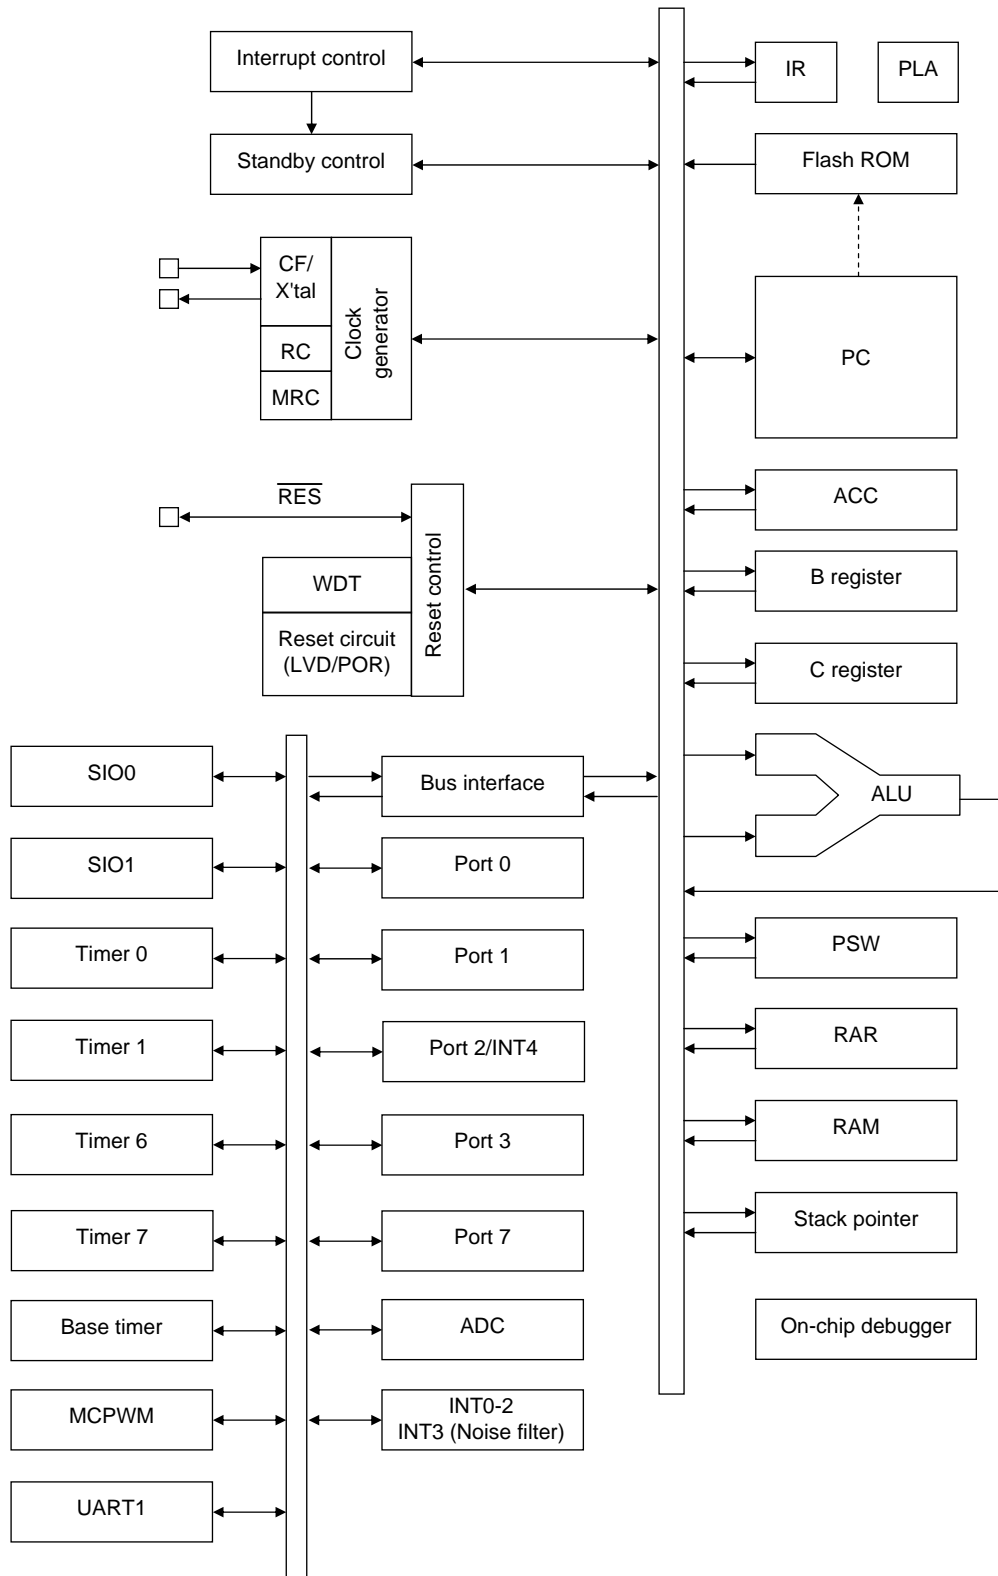 Interrupt control
IR
PLA
Standby control
Flash ROM
CF/
X'tal
RC
MRC
Clock
generator
PC
RES
ACC
WDT
Reset circuit
(LVD/POR)
Reset control
B register
C register
SIO0
Bus interface
ALU
SIO1
Port 0
Timer 0
Port 1
PSW
Timer 1
Port 2/INT4
RAR
Timer 6
Port 3
RAM
Timer 7
Port 7
Stack pointer
Base timer
ADC
On-chip debugger
MCPWM
INT0-2
INT3 (Noise filter)
UART1